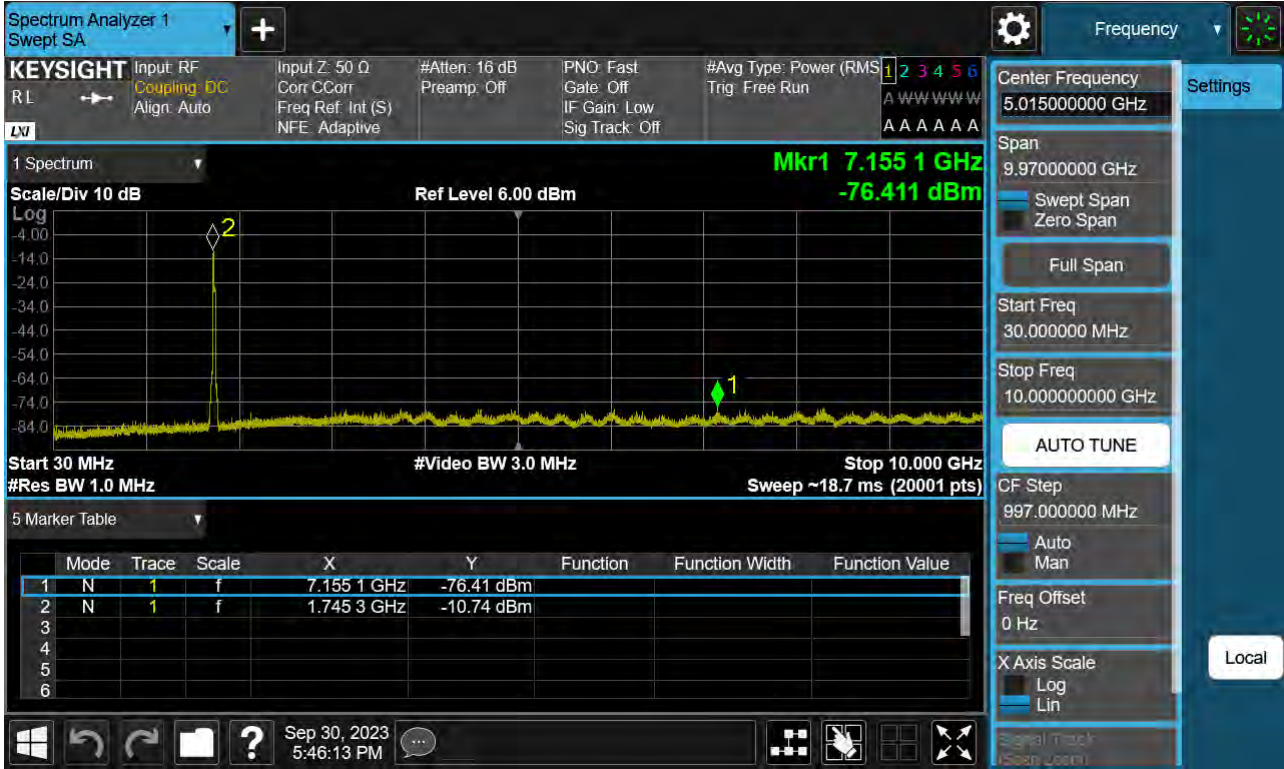 Spectrum Analyzer 1
Swept SA
Frequency
KEYSIGHT
RL
LXI
Input: RF
Coupling: DC
Align: Auto
Input Z: 50 Ω
Corr CCorr
Freq Ref: Int (S)
NFE: Adaptive
#Atten: 16 dB
Preamp: Off
PNO: Fast
Gate: Off
IF Gain: Low
Sig Track: Off
#Avg Type: Power (RMS
Trig: Free Run
1 2 3 4 5 6
A W W W W W
A A A A A A
1 Spectrum
Mkr1 7.155 1 GHz
-76.411 dBm
Scale/Div 10 dB
Ref Level 6.00 dBm
Log
-4.00
-14.0
-24.0
-34.0
-44.0
-54.0
-64.0
-74.0
-84.0
2
1
Start 30 MHz
#Video BW 3.0 MHz
Stop 10.000 GHz
#Res BW 1.0 MHz
Sweep ~18.7 ms (20001 pts)
5 Marker Table
Mode Trace Scale X Y Function Function Width Function Value
1 N 1 f 7.155 1 GHz -76.41 dBm
2 N 1 f 1.745 3 GHz -10.74 dBm
3
4
5
6
Sep 30, 2023
5:46:13 PM
Center Frequency
5.015000000 GHz
Span
9.97000000 GHz
Swept Span
Zero Span
Full Span
Start Freq
30.000000 MHz
Stop Freq
10.000000000 GHz
AUTO TUNE
CF Step
997.000000 MHz
Auto
Man
Freq Offset
0 Hz
X Axis Scale
Log
Lin
Signal Track
(Span Zoom)
Settings
Local